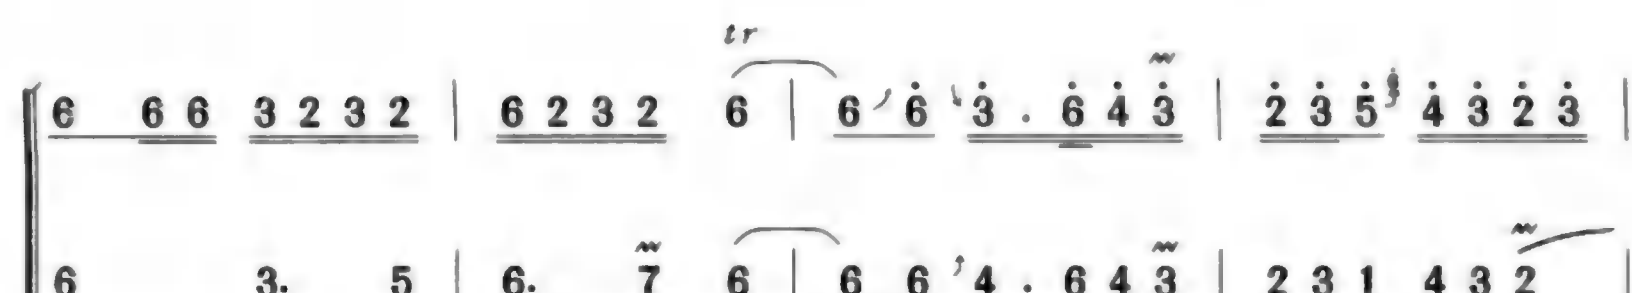 tr
6 6 6 3 2 3 2 | 6 2 3 2 6 | 6 6̇ 3̇ . 6̇ 4̇ 3̇ | 2̇ 3̇ 5̇ 4̇ 3̇ 2̇ 3̇ |
6 3. 5 | 6. 7 6 | 6 6 4 . 6 4 3 | 2 3 1 4 3 2 |